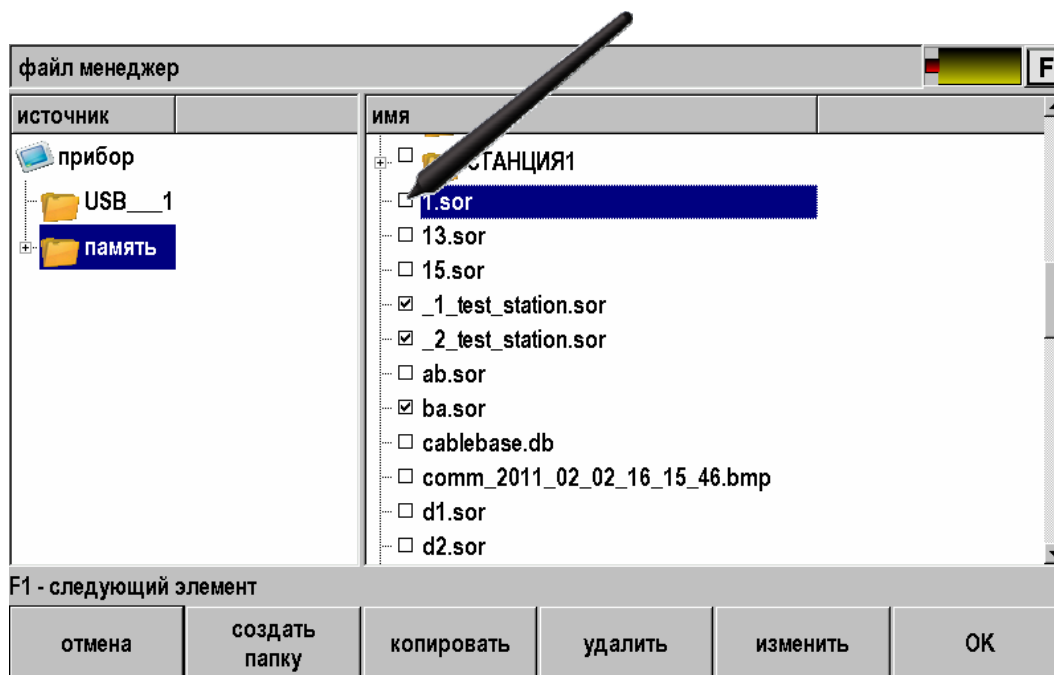 файл менеджер
F
источник
имя
прибор
USB___1
память
СТАНЦИЯ1
1.sor
13.sor
15.sor
_1_test_station.sor
_2_test_station.sor
ab.sor
ba.sor
cablebase.db
comm_2011_02_02_16_15_46.bmp
d1.sor
d2.sor
F1 - следующий элемент
отмена
создать
папку
копировать
удалить
изменить
OK